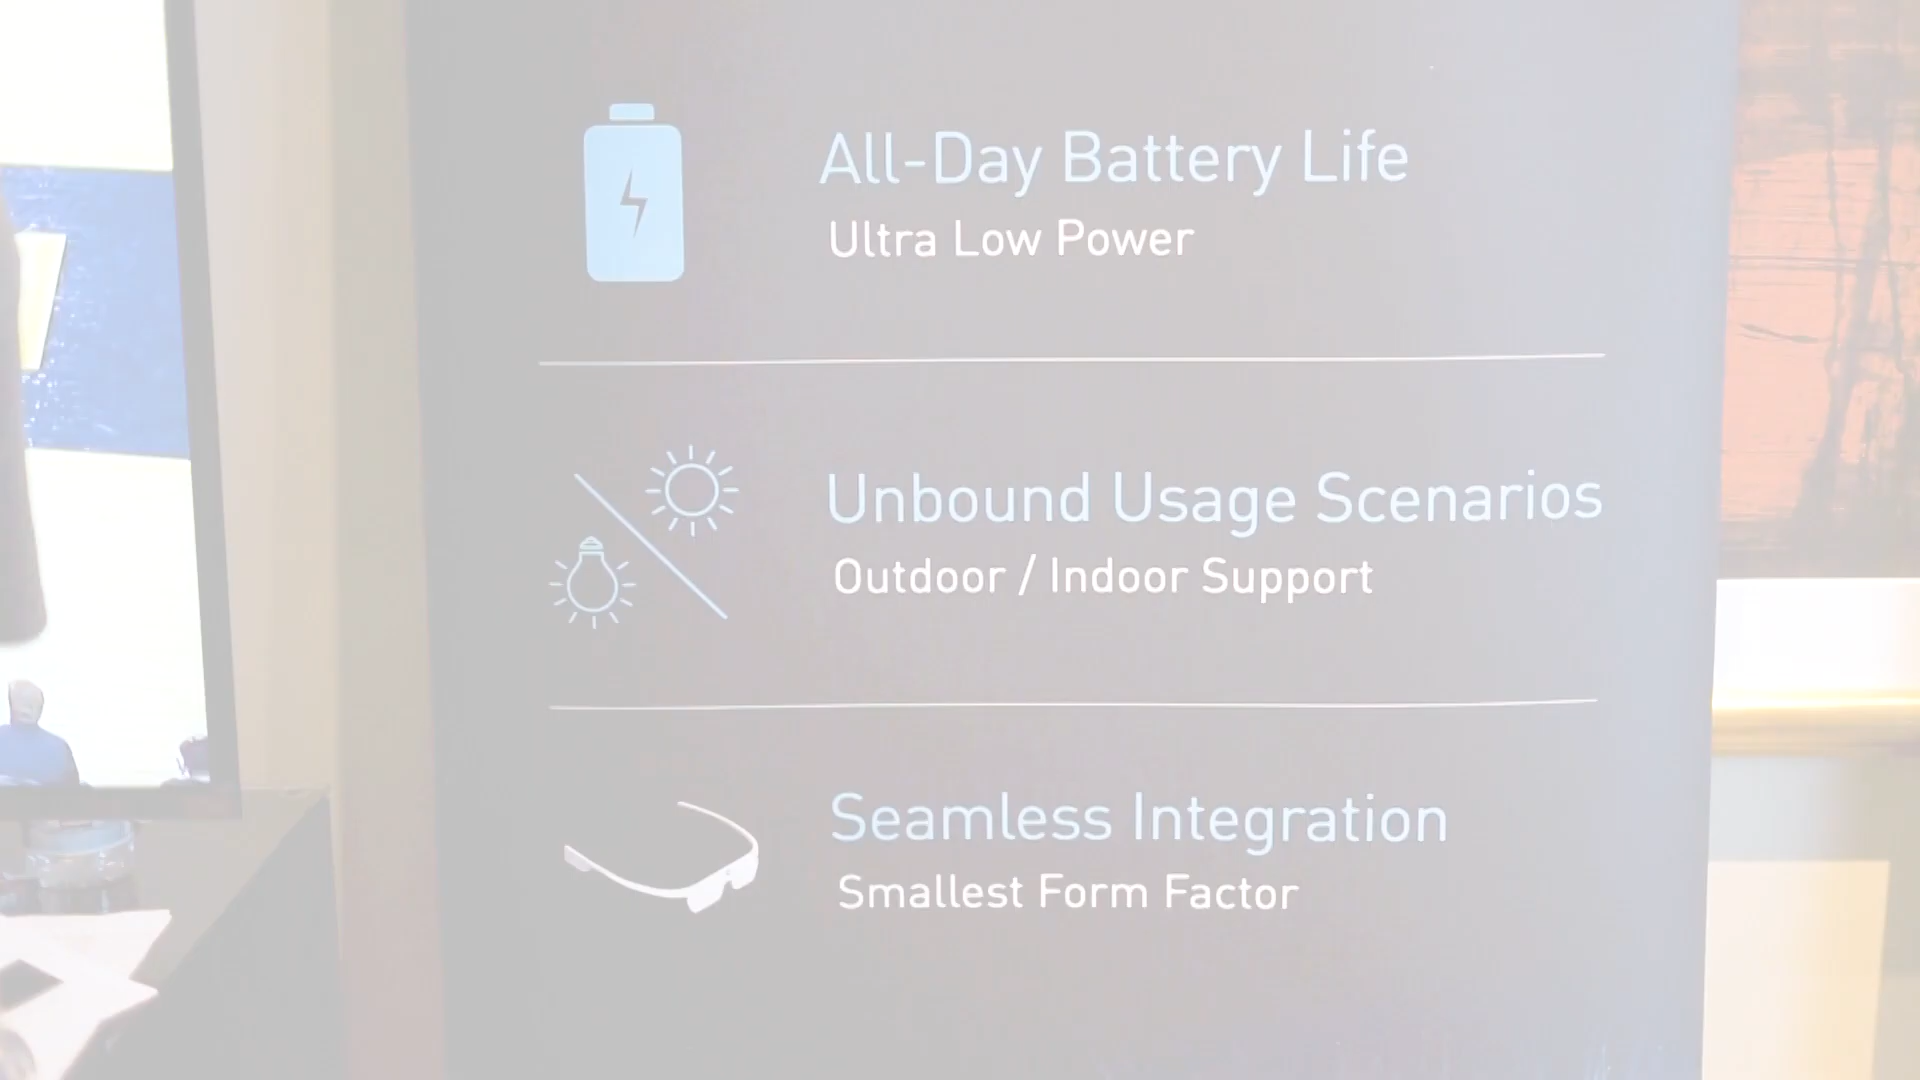 All-Day Battery Life
Ultra Low Power
Unbound Usage Scenarios
Outdoor / Indoor Support
Seamless Integration
Smallest Form Factor